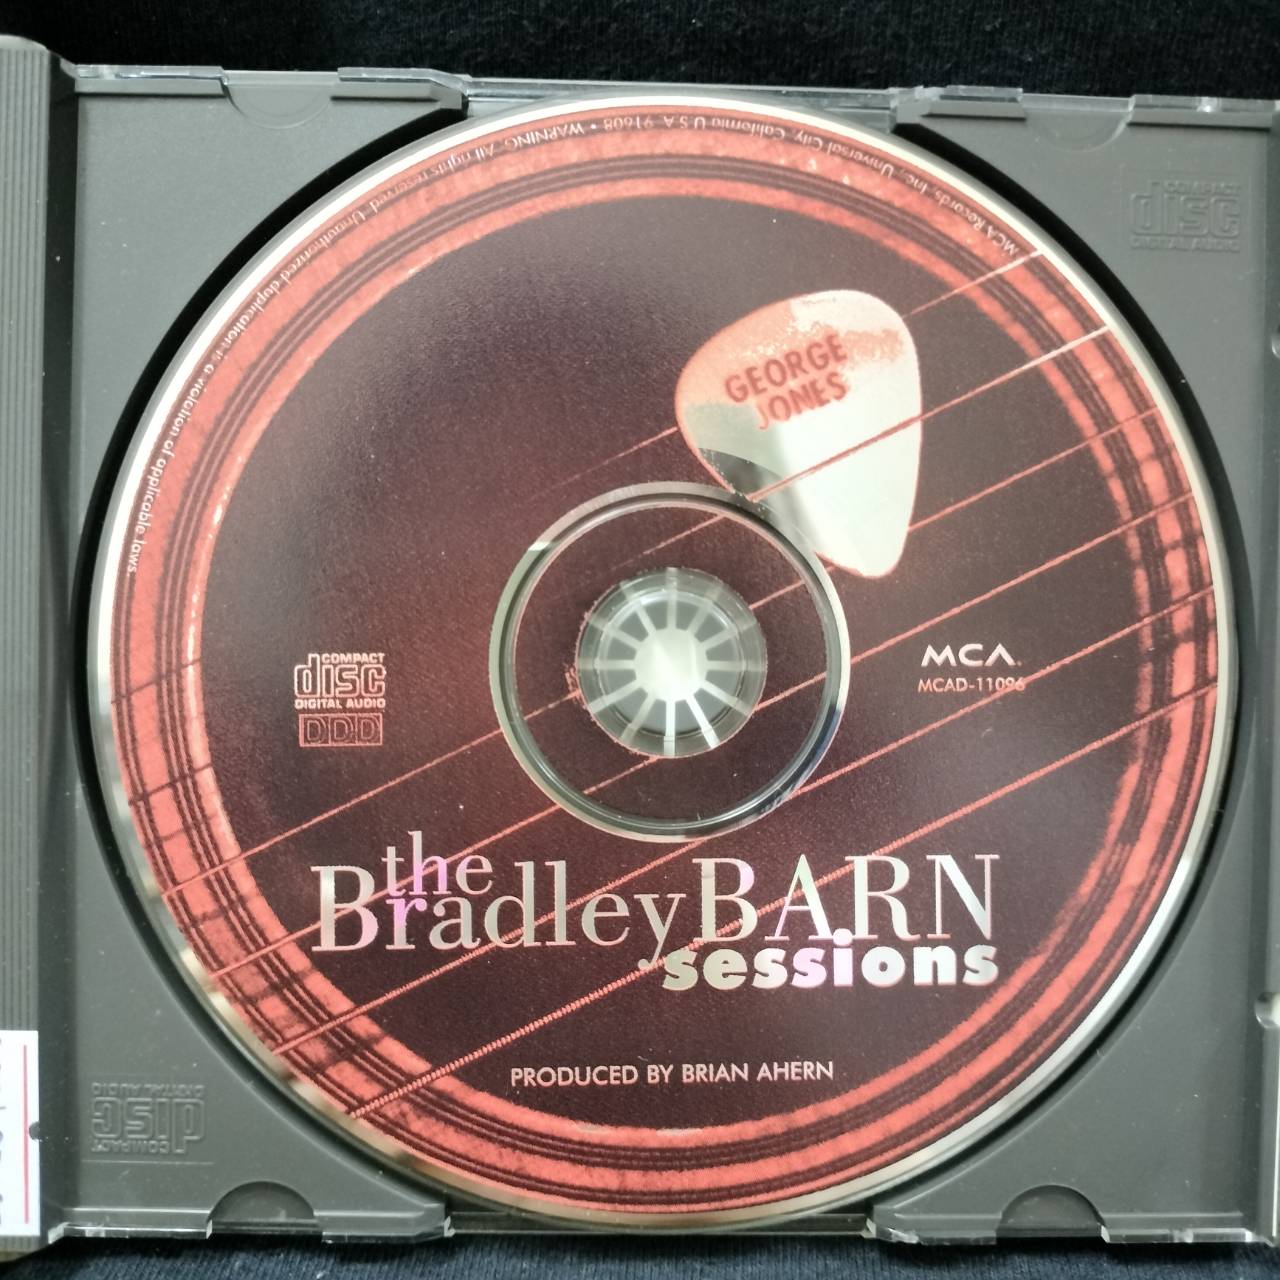 MCA Records, Inc., Universal City, California U.S.A. 91608 • WARNING: All rights reserved. Unauthorized duplication is a violation of applicable laws.
COMPACT
disc
DIGITAL AUDIO
GEORGE
JONES
COMPACT
disc
DIGITAL AUDIO
DDD
MCA
MCAD-11096
the
Bradley BARN
sessions
PRODUCED BY BRIAN AHERN
COMPACT
disc
DIGITAL AUDIO